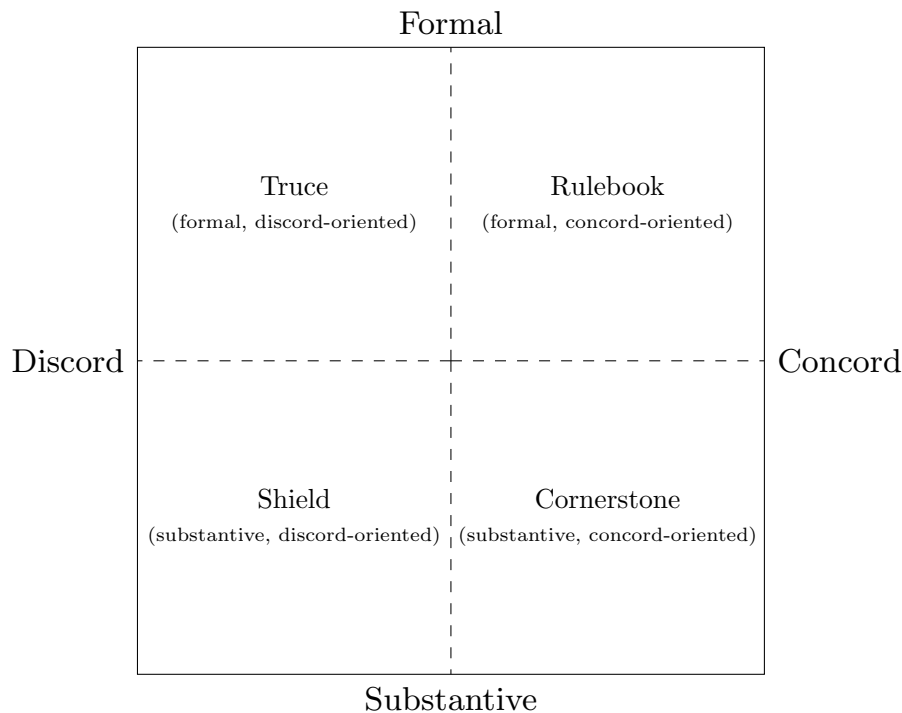 Formal
Truce
(formal, discord-oriented)
Rulebook
(formal, concord-oriented)
Discord
Concord
Shield
(substantive, discord-oriented)
Cornerstone
(substantive, concord-oriented)
Substantive